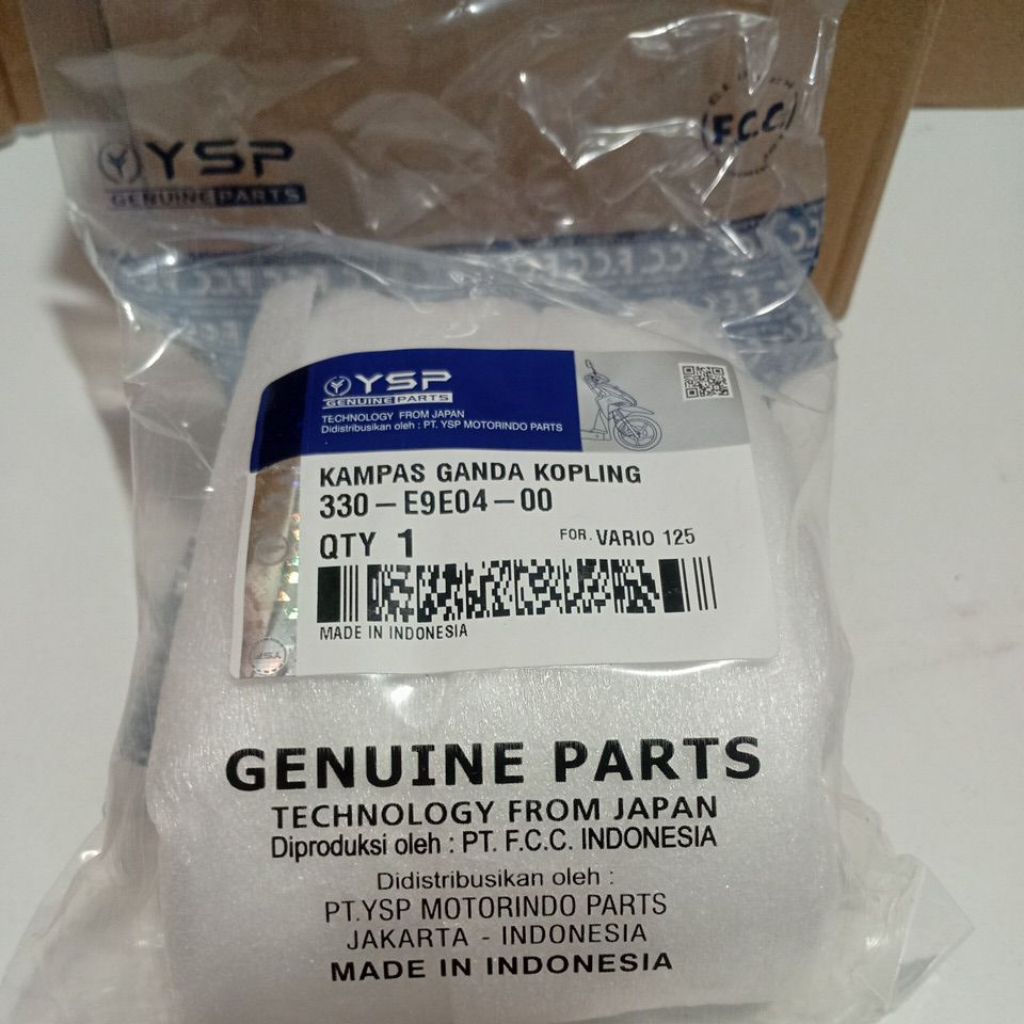 YSP
GENUINE PARTS
F.C.C
YSP
GENUINE PARTS
TECHNOLOGY FROM JAPAN
Didistribusikan oleh : PT. YSP MOTORINDO PARTS
KAMPAS GANDA KOPLING
330-E9E04-00
QTY 1
FOR. VARIO 125
MADE IN INDONESIA
YSP
GENUINE PARTS
TECHNOLOGY FROM JAPAN
Diproduksi oleh : PT. F.C.C. INDONESIA
Didistribusikan oleh :
PT.YSP MOTORINDO PARTS
JAKARTA - INDONESIA
MADE IN INDONESIA